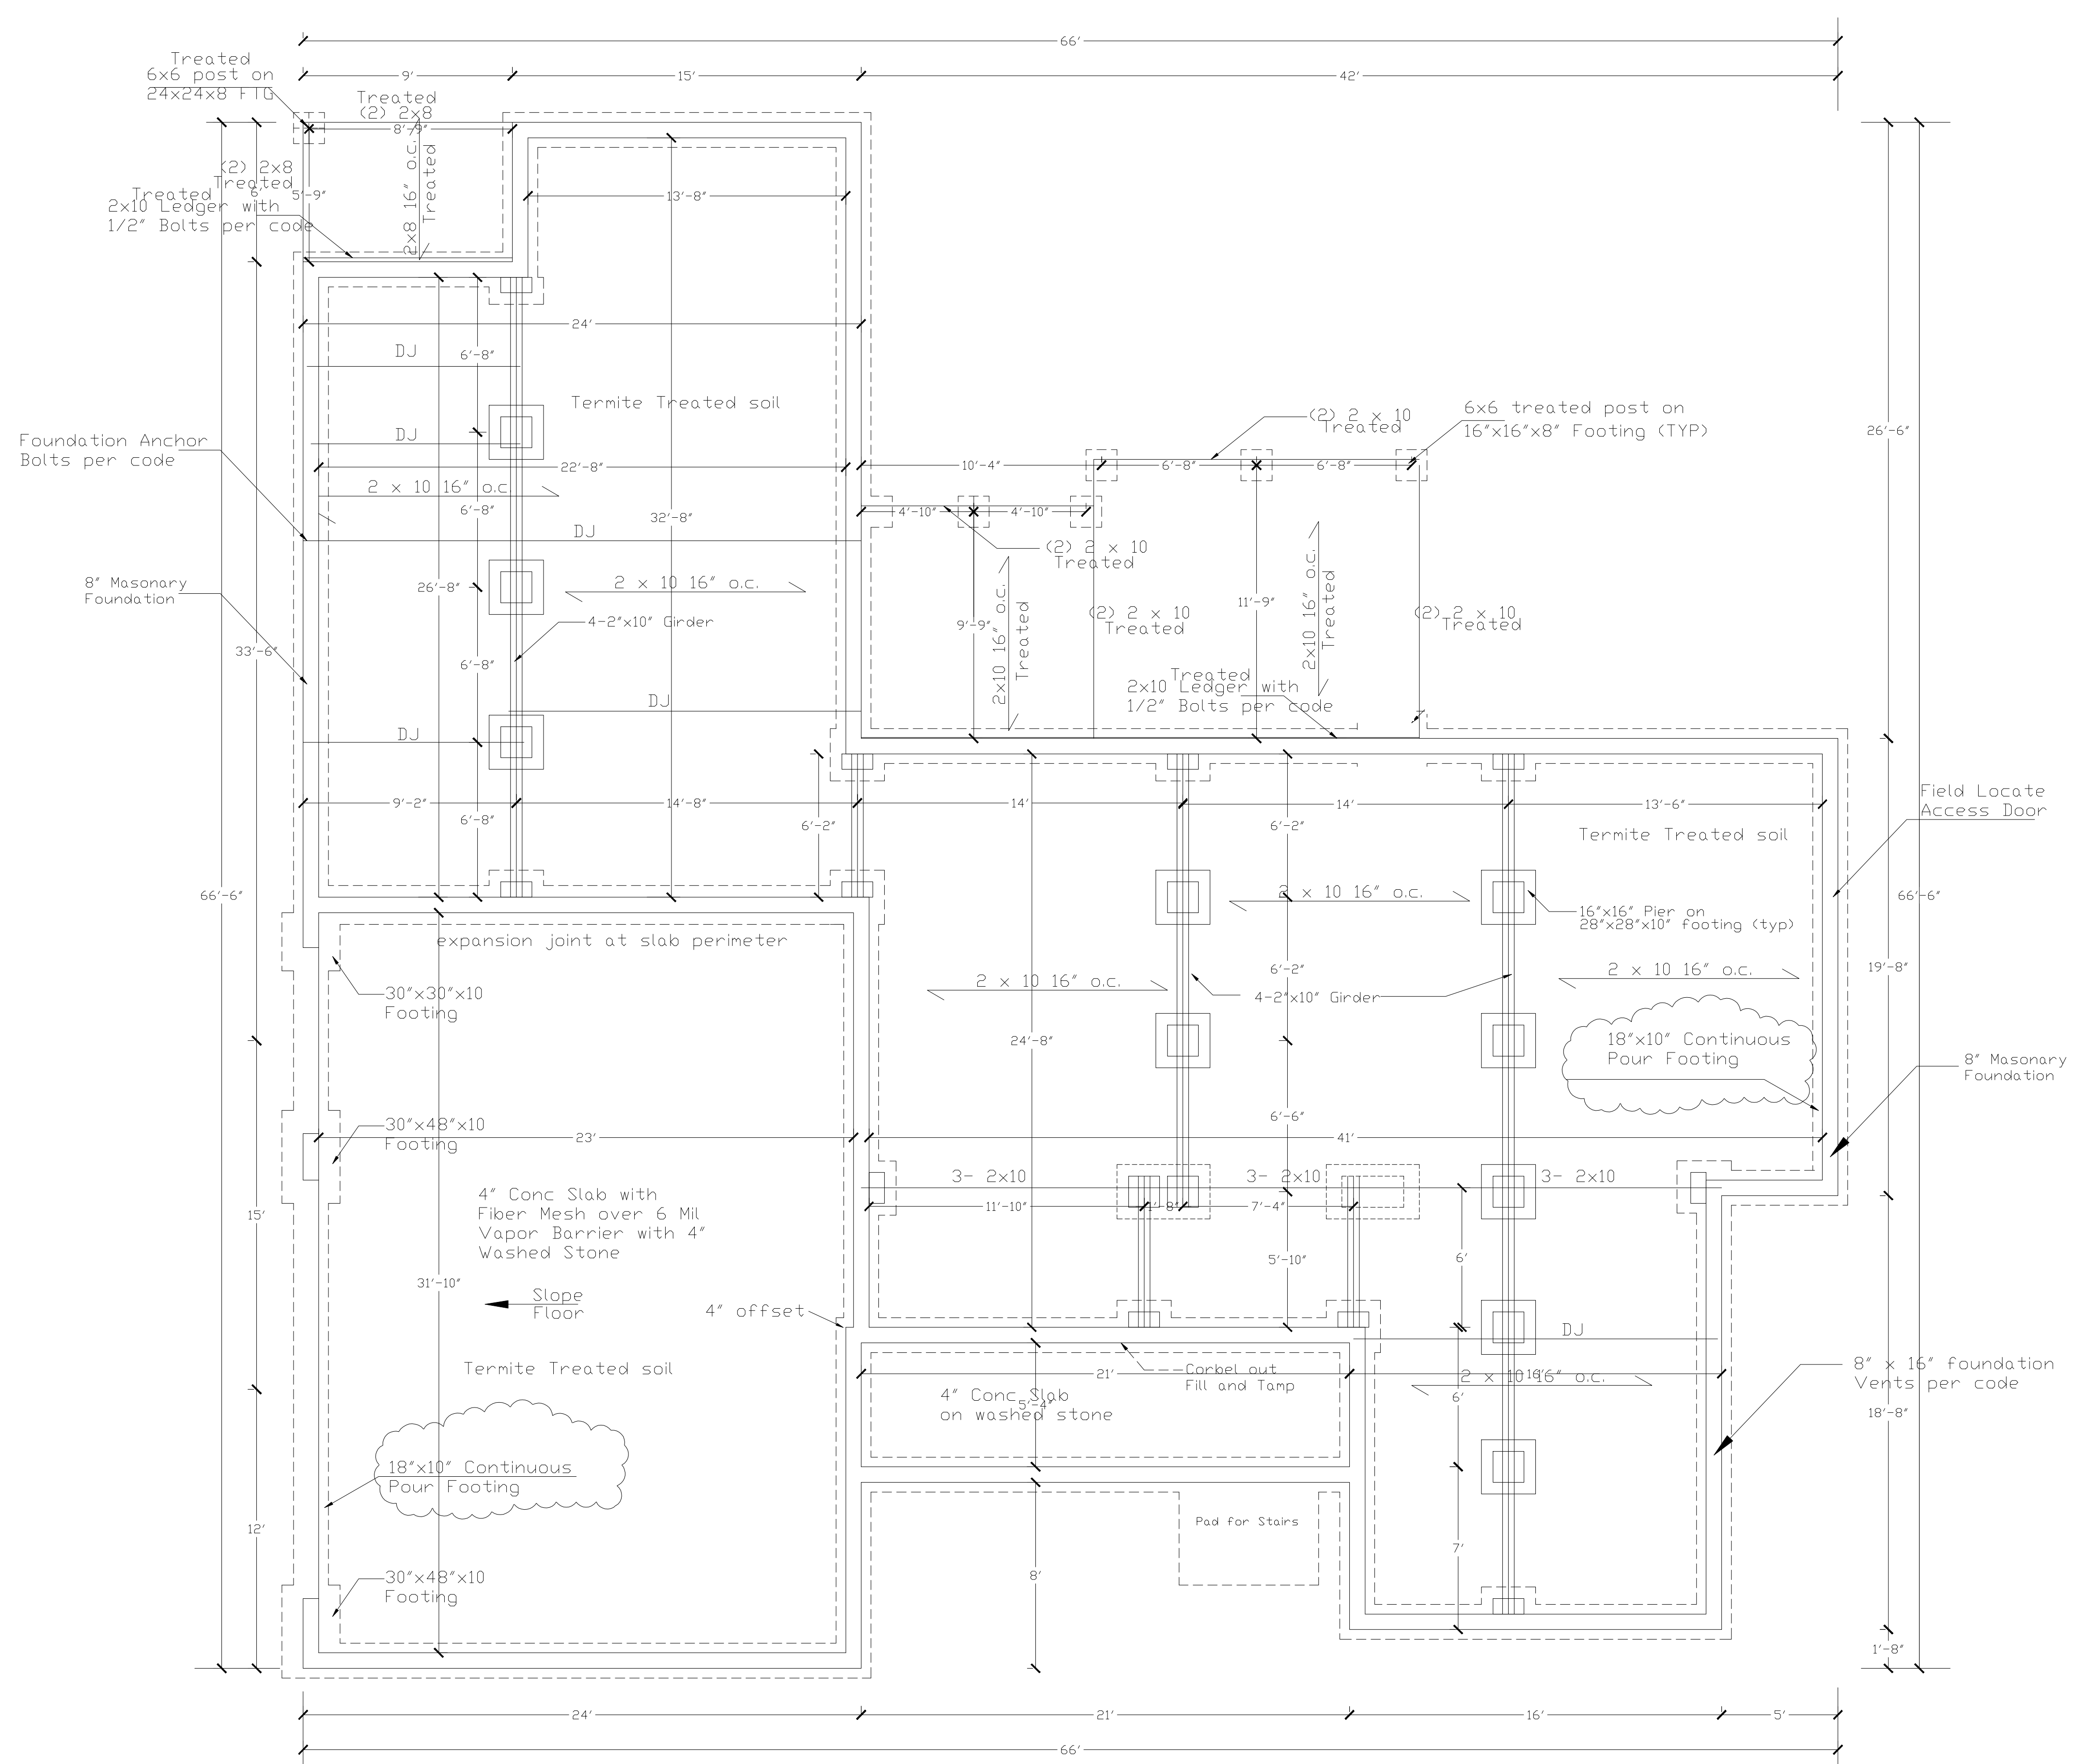 66'
9'
15'
42'
Treated
6x6 post on
24x24x8 FTG
Treated
(2) 2x8
8'-9"
(2) 2x8
Treated
6'
5'-9"
Treated
2x10 Ledger with
1/2" Bolts per code
2x8 16" o.c.
Treated
13'-8"
24'
DJ
6'-8"
Termite Treated soil
DJ
Foundation Anchor
Bolts per code
22'-8"
2 x 10 16" o.c.
6'-8"
32'-8"
DJ
26'-8"
2 x 10 16" o.c.
8" Masonary
Foundation
4-2"x10" Girder
33'-6"
6'-8"
DJ
DJ
(2) 2 x 10
Treated
6x6 treated post on
16"x16"x8" Footing (TYP)
26'-6"
10'-4"
6'-8"
6'-8"
4'-10"
4'-10"
(2) 2 x 10
Treated
11'-9"
9'-9"
2x10 16" o.c.
Treated
(2) 2 x 10
Treated
2x10 16" o.c.
Treated
(2) 2 x 10
Treated
Treated
2x10 Ledger with
1/2" Bolts per code
9'-2"
14'-8"
14'
14'
13'-6"
6'-8"
6'-2"
6'-2"
Termite Treated soil
Field Locate
Access Door
66'-6"
66'-6"
2 x 10 16" o.c.
16"x16" Pier on
28"x28"x10" footing (typ)
expansion joint at slab perimeter
30"x30"x10
Footing
6'-2"
2 x 10 16" o.c.
2 x 10 16" o.c.
19'-8"
4-2"x10" Girder
24'-8"
18"x10" Continuous
Pour Footing
8" Masonary
Foundation
30"x48"x10
Footing
23'
6'-6"
41'
3- 2x10
3- 2x10
3- 2x10
11'-10"
1'-8"
7'-4"
4" Conc Slab with
Fiber Mesh over 6 Mil
Vapor Barrier with 4"
Washed Stone
15'
31'-10"
5'-10"
6'
Slope
Floor
4" offset
DJ
Termite Treated soil
Corbel out
Fill and Tamp
21'
4" Conc Slab
on washed stone
5'-4"
2 x 10 16" o.c.
16'
6'
8" x 16" foundation
Vents per code
18'-8"
18"x10" Continuous
Pour Footing
12'
Pad for Stairs
7'
8'
30"x48"x10
Footing
1'-8"
24'
21'
16'
5'
66'